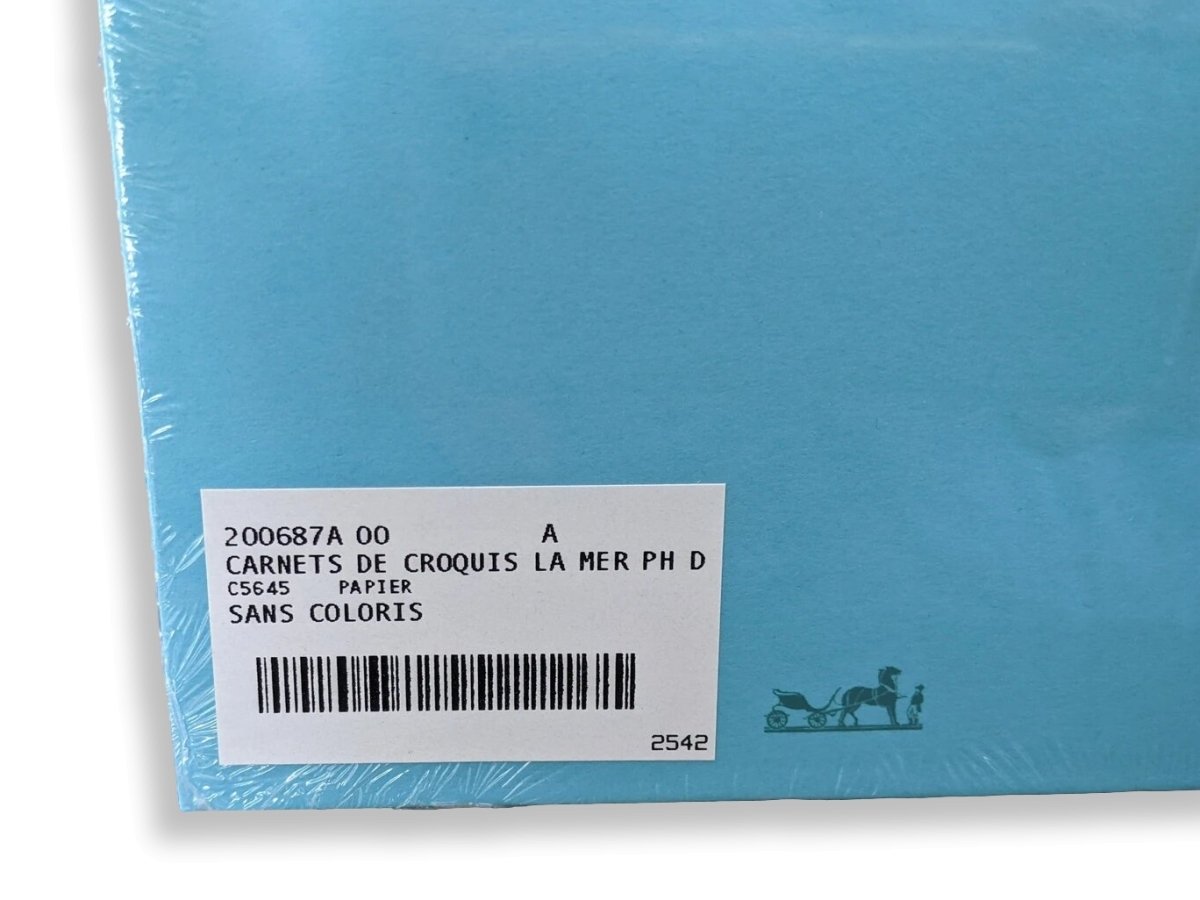 200687A 00 A
CARNETS DE CROQUIS LA MER PH D
C5645 PAPIER
SANS COLORIS
2542